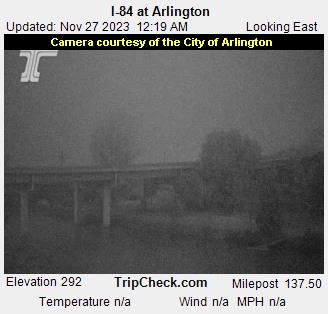 I-84 at Arlington
Updated: Nov 27 2023 12:19 AM Looking East
Camera courtesy of the City of Arlington
Elevation 292 TripCheck.com Milepost 137.50
Temperature n/a Wind n/a MPH n/a